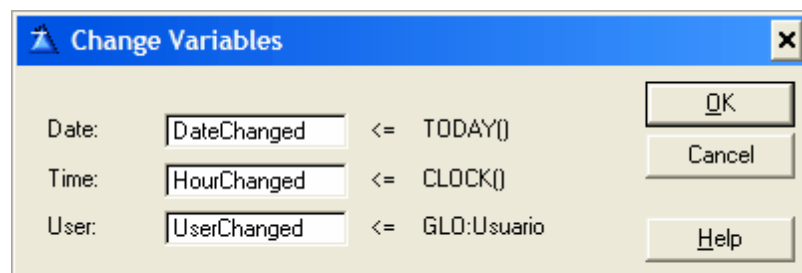 Change Variables
Date: DateChanged <= TODAY()
Time: HourChanged <= CLOCK()
User: UserChanged <= GLO:Usuario
OK
Cancel
Help